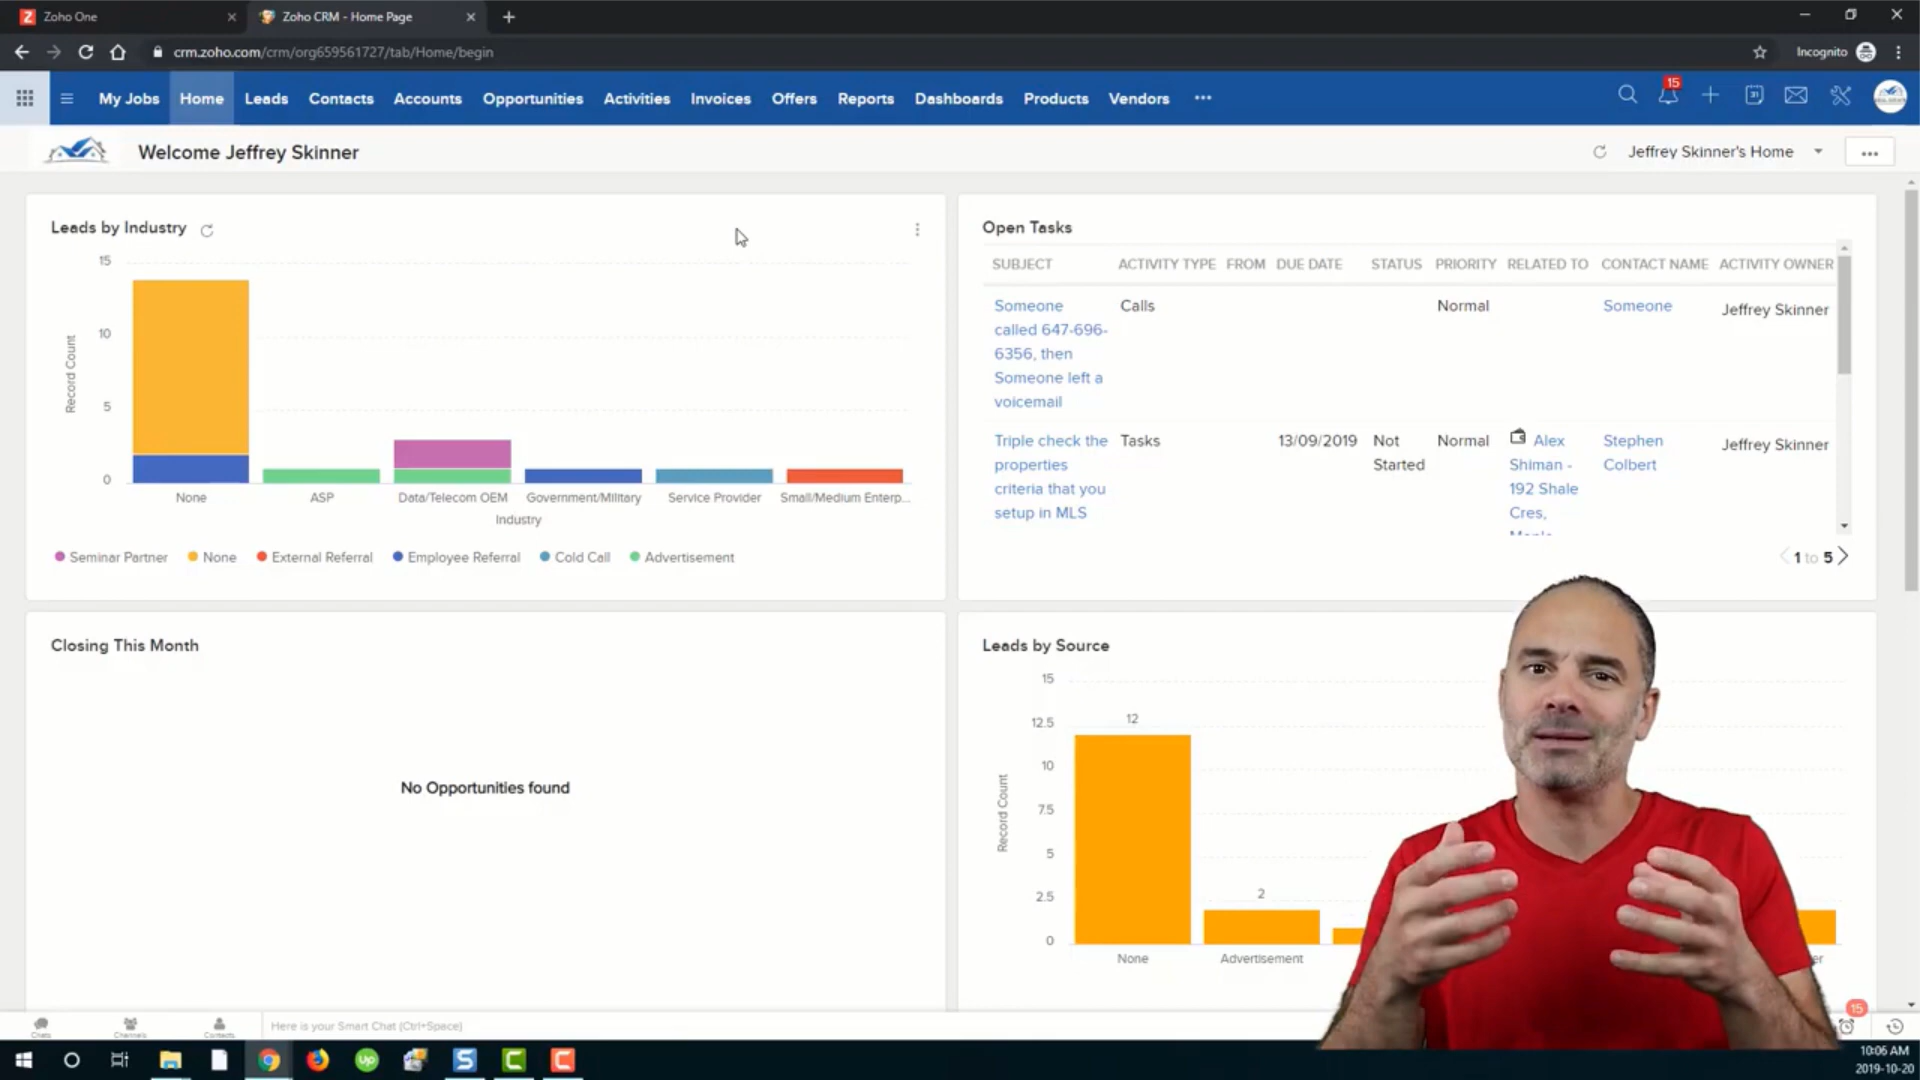 Zoho One
Zoho CRM - Home Page
crm.zoho.com/crm/org659561727/tab/Home/begin
Incognito
My Jobs Home Leads Contacts Accounts Opportunities Activities Invoices Offers Reports Dashboards Products Vendors ...
15
31
Welcome Jeffrey Skinner
Jeffrey Skinner's Home
Leads by Industry
15
10
5
0
Record Count
None ASP Data/Telecom OEM Government/Military Service Provider Small/Medium Enterp...
Industry
Seminar Partner None External Referral Employee Referral Cold Call Advertisement
Open Tasks
SUBJECT ACTIVITY TYPE FROM DUE DATE STATUS PRIORITY RELATED TO CONTACT NAME ACTIVITY OWNER
Someone Calls Normal Someone Jeffrey Skinner
called 647-696-
6356, then
Someone left a
voicemail
Triple check the Tasks 13/09/2019 Not Normal Alex Stephen Jeffrey Skinner
properties Started Shiman - Colbert
criteria that you 192 Shale
setup in MLS Cres,
1 to 5
Closing This Month
No Opportunities found
Leads by Source
15
12.5
10
7.5
5
2.5
0
Record Count
12
2
None Advertisement er
Chats Channels Contacts Here is your Smart Chat (Ctrl+Space)
15
Up S C C
10:06 AM
2019-10-20